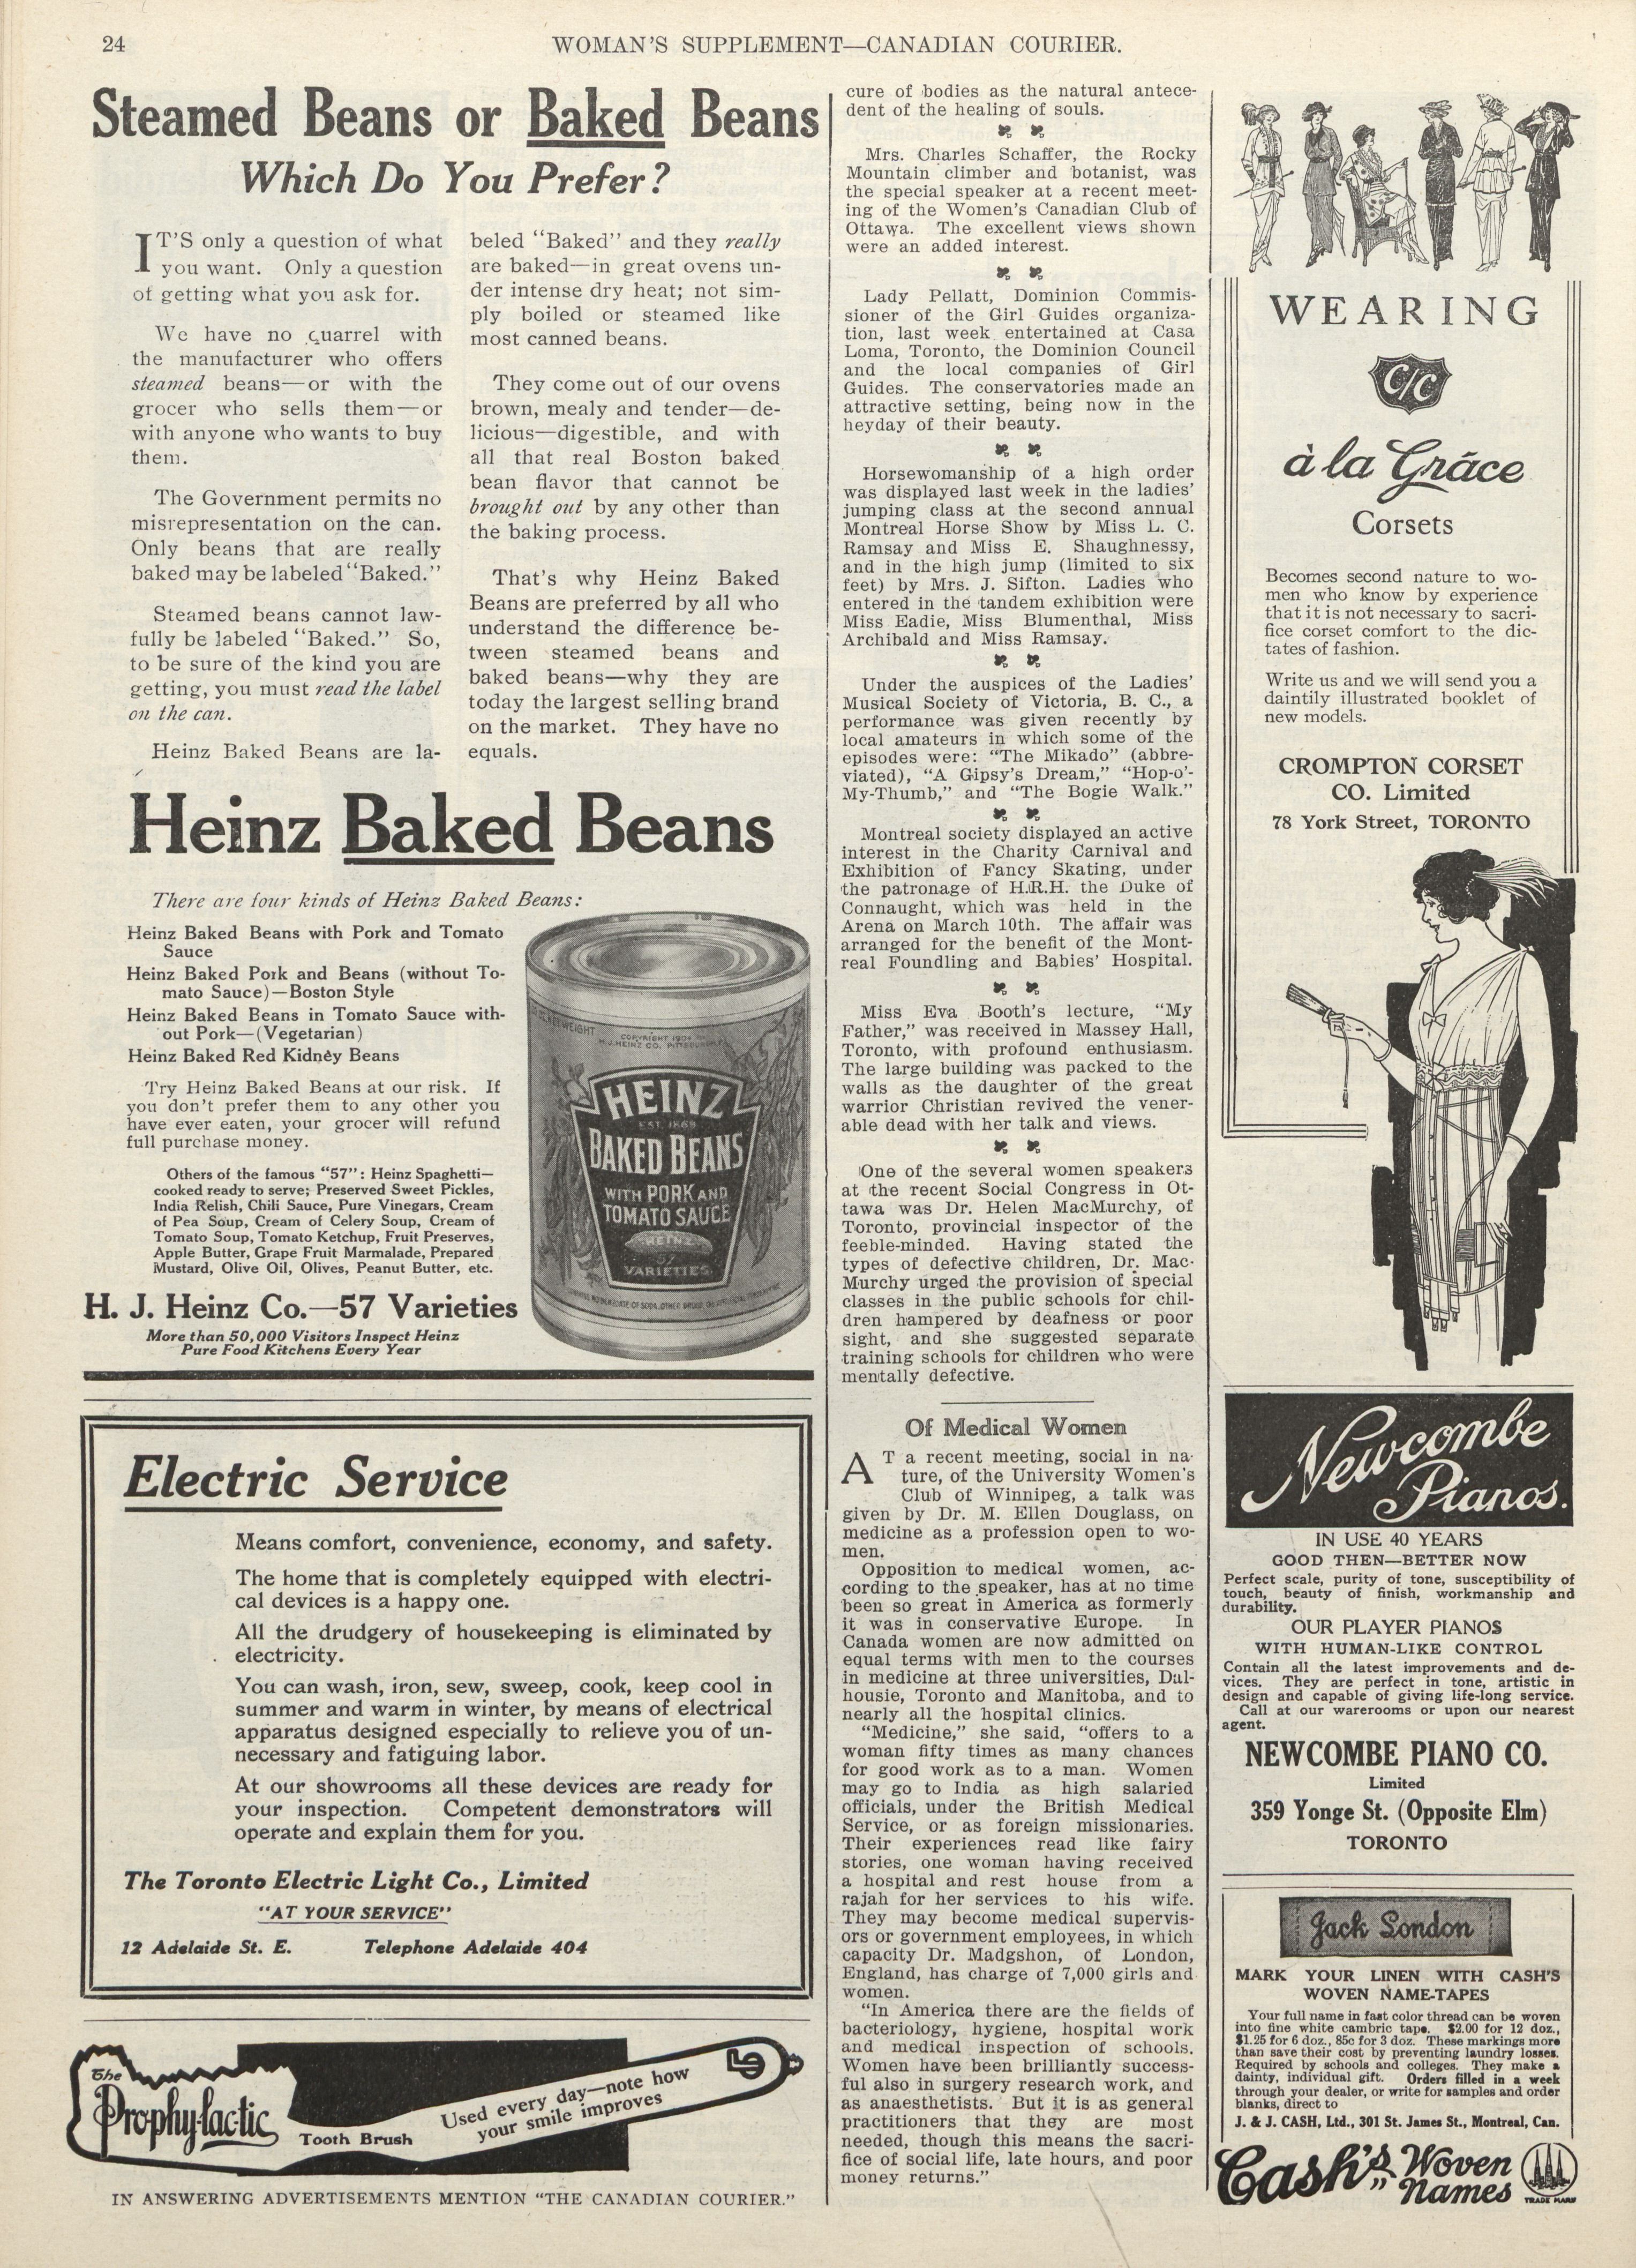 24
WOMAN'S SUPPLEMENT—CANADIAN COURIER.
Steamed Beans or Baked Beans
Which Do You Prefer?
IT'S only a question of what
you want. Only a question
of getting what you ask for.
We have no quarrel with
the manufacturer who offers
steamed beans—or with the
grocer who sells them—or
with anyone who wants to buy
them.
The Government permits no
misrepresentation on the can.
Only beans that are really
baked may be labeled "Baked."
Steamed beans cannot law-
fully be labeled "Baked." So,
to be sure of the kind you are
getting, you must read the label
on the can.
Heinz Baked Beans are la-
beled "Baked" and they really
are baked—in great ovens un-
der intense dry heat; not sim-
ply boiled or steamed like
most canned beans.
They come out of our ovens
brown, mealy and tender—de-
licious—digestible, and with
all that real Boston baked
bean flavor that cannot be
brought out by any other than
the baking process.
That's why Heinz Baked
Beans are preferred by all who
understand the difference be-
tween steamed beans and
baked beans—why they are
today the largest selling brand
on the market. They have no
equals.
Heinz Baked Beans
There are four kinds of Heinz Baked Beans:
Heinz Baked Beans with Pork and Tomato
Sauce
Heinz Baked Pork and Beans (without To-
mato Sauce)—Boston Style
Heinz Baked Beans in Tomato Sauce with-
out Pork—(Vegetarian)
Heinz Baked Red Kidney Beans
Try Heinz Baked Beans at our risk. If
you don't prefer them to any other you
have ever eaten, your grocer will refund
full purchase money.
Others of the famous "57": Heinz Spaghetti—
cooked ready to serve; Preserved Sweet Pickles,
India Relish, Chili Sauce, Pure Vinegars, Cream
of Pea Soup, Cream of Celery Soup, Cream of
Tomato Soup, Tomato Ketchup, Fruit Preserves,
Apple Butter, Grape Fruit Marmalade, Prepared
Mustard, Olive Oil, Olives, Peanut Butter, etc.
H. J. Heinz Co.—57 Varieties
More than 50,000 Visitors Inspect Heinz
Pure Food Kitchens Every Year
WEIGHT
COPYRIGHT
H.J. HEINZ CO.
HEINZ
EST. 1869
BAKED BEANS
WITH PORK AND
TOMATO SAUCE
HEINZ
57
VARIETIES
Electric Service
Means comfort, convenience, economy, and safety.
The home that is completely equipped with electri-
cal devices is a happy one.
All the drudgery of housekeeping is eliminated by
electricity.
You can wash, iron, sew, sweep, cook, keep cool in
summer and warm in winter, by means of electrical
apparatus designed especially to relieve you of un-
necessary and fatiguing labor.
At our showrooms all these devices are ready for
your inspection. Competent demonstrators will
operate and explain them for you.
The Toronto Electric Light Co., Limited
"AT YOUR SERVICE"
12 Adelaide St. E. Telephone Adelaide 404
The
Prophylactic
Tooth Brush
Used every day—note how
your smile improves
IN ANSWERING ADVERTISEMENTS MENTION "THE CANADIAN COURIER."
cure of bodies as the natural antece-
dent of the healing of souls.
Mrs. Charles Schaffer, the Rocky
Mountain climber and botanist, was
the special speaker at a recent meet-
ing of the Women's Canadian Club of
Ottawa. The excellent views shown
were an added interest.
Lady Pellatt, Dominion Commis-
sioner of the Girl Guides organiza-
tion, last week entertained at Casa
Loma, Toronto, the Dominion Council
and the local companies of Girl
Guides. The conservatories made an
attractive setting, being now in the
heyday of their beauty.
Horsewomanship of a high order
was displayed last week in the ladies'
jumping class at the second annual
Montreal Horse Show by Miss L. C.
Ramsay and Miss E. Shaughnessy,
and in the high jump (limited to six
feet) by Mrs. J. Sifton. Ladies who
entered in the tandem exhibition were
Miss Eadie, Miss Blumenthal, Miss
Archibald and Miss Ramsay.
Under the auspices of the Ladies'
Musical Society of Victoria, B. C., a
performance was given recently by
local amateurs in which some of the
episodes were: "The Mikado" (abbre-
viated), "A Gipsy's Dream," "Hop-o'-
My-Thumb," and "The Bogie Walk."
Montreal society displayed an active
interest in the Charity Carnival and
Exhibition of Fancy Skating, under
the patronage of H.R.H. the Duke of
Connaught, which was held in the
Arena on March 10th. The affair was
arranged for the benefit of the Mont-
real Foundling and Babies' Hospital.
Miss Eva Booth's lecture, "My
Father," was received in Massey Hall,
Toronto, with profound enthusiasm.
The large building was packed to the
walls as the daughter of the great
warrior Christian revived the vener-
able dead with her talk and views.
One of the several women speakers
at the recent Social Congress in Ot-
tawa was Dr. Helen MacMurchy, of
Toronto, provincial inspector of the
feeble-minded. Having stated the
types of defective children, Dr. Mac-
Murchy urged the provision of special
classes in the public schools for chil-
dren hampered by deafness or poor
sight, and she suggested separate
training schools for children who were
mentally defective.
Of Medical Women
AT a recent meeting, social in na-
ture, of the University Women's
Club of Winnipeg, a talk was
given by Dr. M. Ellen Douglass, on
medicine as a profession open to wo-
men.
Opposition to medical women, ac-
cording to the speaker, has at no time
been so great in America as formerly
it was in conservative Europe. In
Canada women are now admitted on
equal terms with men to the courses
in medicine at three universities, Dal-
housie, Toronto and Manitoba, and to
nearly all the hospital clinics.
"Medicine," she said, "offers to a
woman fifty times as many chances
for good work as to a man. Women
may go to India as high salaried
officials, under the British Medical
Service, or as foreign missionaries.
Their experiences read like fairy
stories, one woman having received
a hospital and rest house from a
rajah for her services to his wife.
They may become medical supervis-
ors or government employees, in which
capacity Dr. Madgshon, of London,
England, has charge of 7,000 girls and
women.
"In America there are the fields of
bacteriology, hygiene, hospital work
and medical inspection of schools.
Women have been brilliantly success-
ful also in surgery research work, and
as anaesthetists. But it is as general
practitioners that they are most
needed, though this means the sacri-
fice of social life, late hours, and poor
money returns."
WEARING
C/C
à la Grâce
Corsets
Becomes second nature to wo-
men who know by experience
that it is not necessary to sacri-
fice corset comfort to the dic-
tates of fashion.
Write us and we will send you a
daintily illustrated booklet of
new models.
CROMPTON CORSET
CO. Limited
78 York Street, TORONTO
Newcombe
Pianos.
IN USE 40 YEARS
GOOD THEN—BETTER NOW
Perfect scale, purity of tone, susceptibility of
touch, beauty of finish, workmanship and
durability.
OUR PLAYER PIANOS
WITH HUMAN-LIKE CONTROL
Contain all the latest improvements and de-
vices. They are perfect in tone, artistic in
design and capable of giving life-long service.
Call at our warerooms or upon our nearest
agent.
NEWCOMBE PIANO CO.
Limited
359 Yonge St. (Opposite Elm)
TORONTO
Jack London
MARK YOUR LINEN WITH CASH'S
WOVEN NAME-TAPES
Your full name in fast color thread can be woven
into fine white cambric tape. $2.00 for 12 doz.,
$1.25 for 6 doz., 85c for 3 doz. These markings more
than save their cost by preventing laundry losses.
Required by schools and colleges. They make a
dainty, individual gift. Orders filled in a week
through your dealer, or write for samples and order
blanks, direct to
J. & J. CASH, Ltd., 301 St. James St., Montreal, Can.
Cash's Woven
Names
TRADE MARK